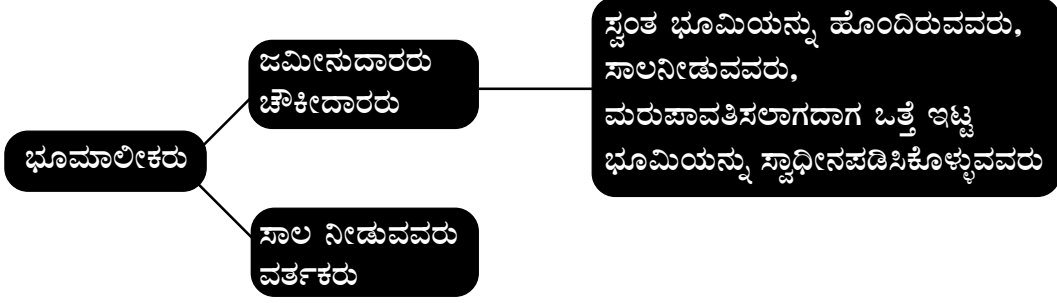 ಭೂಮಾಲೀಕರು
ಜಮೀನುದಾರರು
ಚೌಕೀದಾರರು
ಸ್ವಂತ ಭೂಮಿಯನ್ನು ಹೊಂದಿರುವವರು,
ಸಾಲನೀಡುವವರು,
ಮರುಪಾವತಿಸಲಾಗದಾಗ ಒತ್ತೆ ಇಟ್ಟ
ಭೂಮಿಯನ್ನು ಸ್ವಾಧೀನಪಡಿಸಿಕೊಳ್ಳುವವರು
ಸಾಲ ನೀಡುವವರು
ವರ್ತಕರು